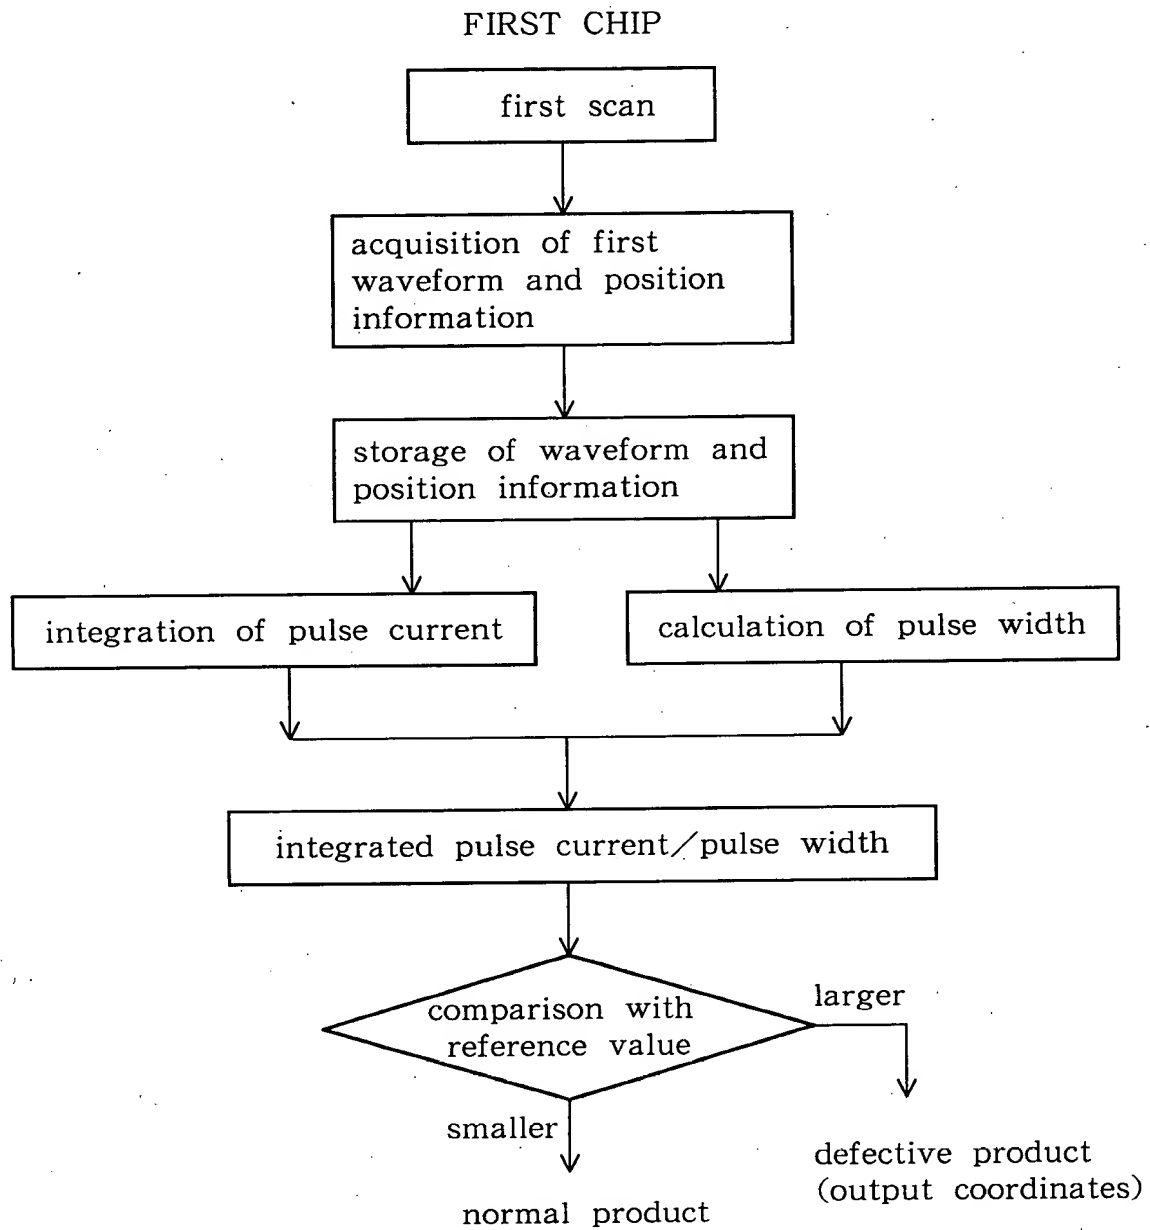 FIRST CHIP
first scan
acquisition of first
waveform and position
information
storage of waveform and
position information
integration of pulse current
calculation of pulse width
integrated pulse current/pulse width
comparison with
reference value
larger
smaller
defective product
(output coordinates)
normal product